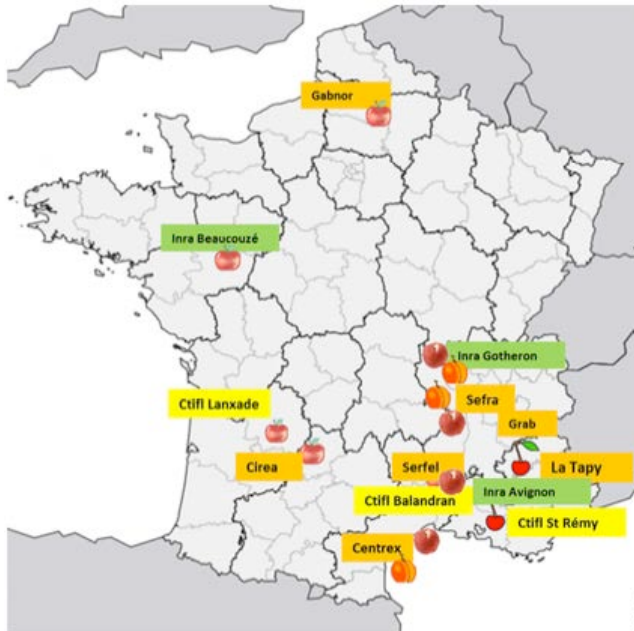 Gabnor
Inra Beaucouzé
Inra Gotheron
Sefra
Ctifl Lanxade
Grab
Cirea
Serfel
La Tapy
Ctifl Balandran
Inra Avignon
Ctifl St Rémy
Centrex